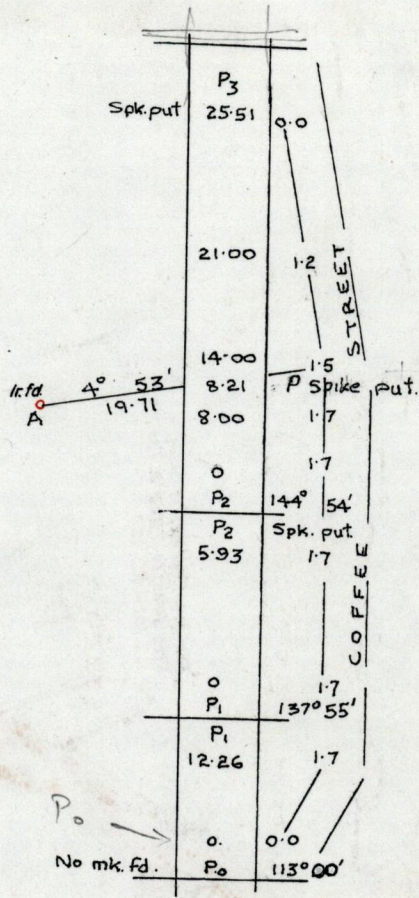 P3
Spk. put 25.51 0.0
21.00 1.2
STREET
14.00 1.5
Ir. fd. 4° 53' 8.21 P Spike put.
A 19.71 8.00 1.7
0 1.7
P2 144° 54'
P2 Spk. put
5.93 1.7
COFFEE
0 1.7
P1 137° 55'
P1
12.26 1.7
Po
0. 0.0
No mk. fd. Po 113° 00'